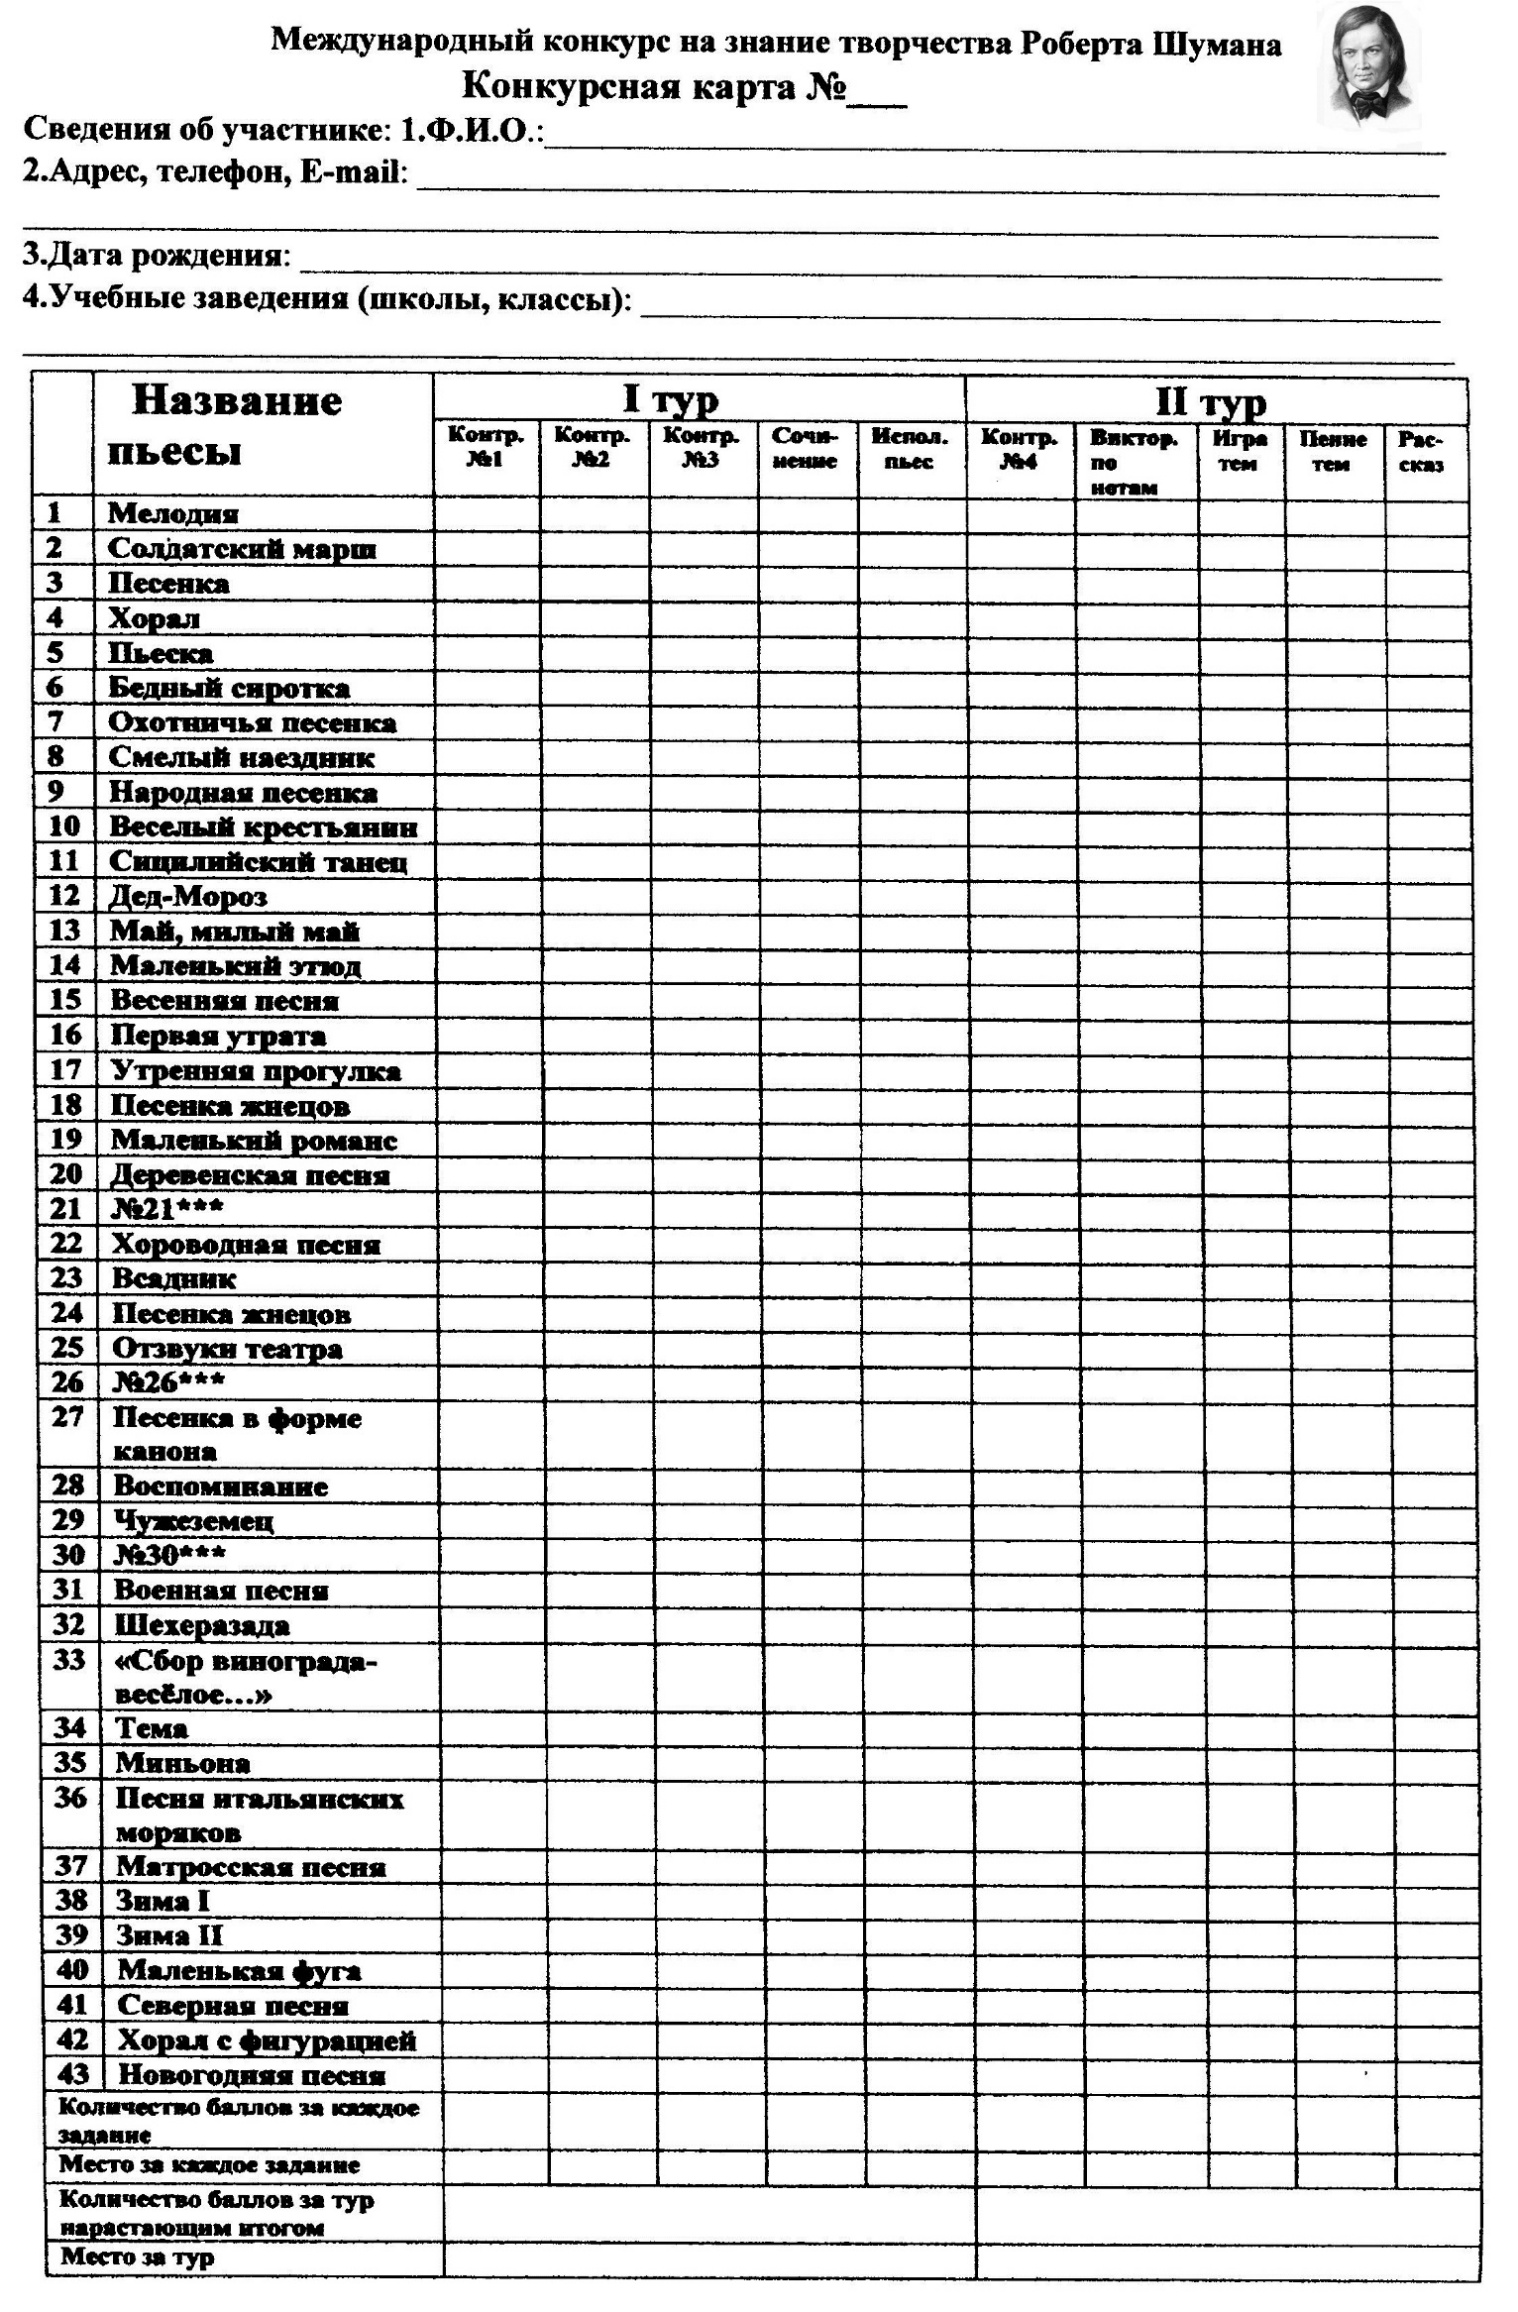 Международный конкурс на знание творчества Роберта Шумана
Конкурсная карта №___
Сведения об участнике: 1.Ф.И.О.:
2.Адрес, телефон, E-mail:
3.Дата рождения:
4.Учебные заведения (школы, классы):
Название пьесы I тур II тур
Контр. №1 Контр. №2 Контр. №3 Сочи-нение Испол. пьес Контр. №4 Виктор. по нотам Игра тем Пение тем Рас-сказ
1 Мелодия
2 Солдатский марш
3 Песенка
4 Хорал
5 Пьеска
6 Бедный сиротка
7 Охотничья песенка
8 Смелый наездник
9 Народная песенка
10 Веселый крестьянин
11 Сицилийский танец
12 Дед-Мороз
13 Май, милый май
14 Маленький этюд
15 Весенняя песня
16 Первая утрата
17 Утренняя прогулка
18 Песенка жнецов
19 Маленький романс
20 Деревенская песня
21 №21***
22 Хороводная песня
23 Всадник
24 Песенка жнецов
25 Отзвуки театра
26 №26***
27 Песенка в форме
канона
28 Воспоминание
29 Чужеземец
30 №30***
31 Военная песня
32 Шехеразада
33 «Сбор винограда-
весёлое...»
34 Тема
35 Миньона
36 Песня итальянских
моряков
37 Матросская песня
38 Зима I
39 Зима II
40 Маленькая фуга
41 Северная песня
42 Хорал с фигурацией
43 Новогодняя песня
Количество баллов за каждое
задание
Место за каждое задание
Количество баллов за тур
нарастающим итогом
Место за тур